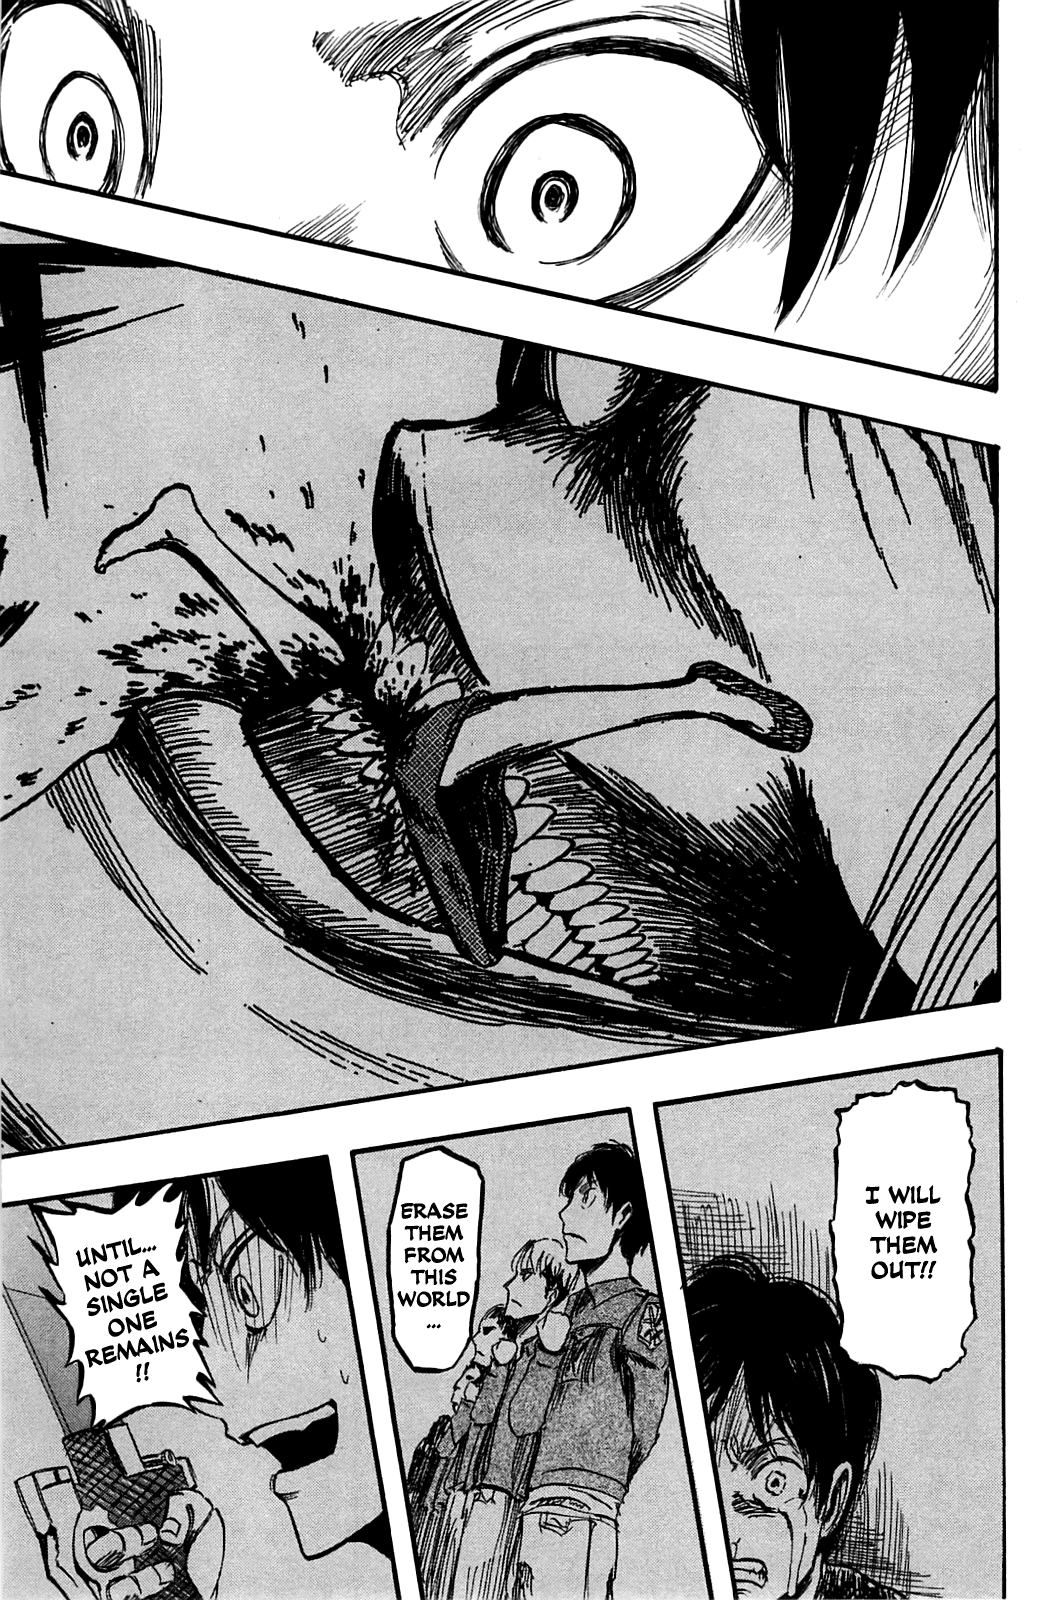 I WILL
WIPE
THEM
OUT!!
ERASE
THEM
FROM
THIS
WORLD
...
UNTIL...
NOT A
SINGLE
ONE
REMAINS
!!